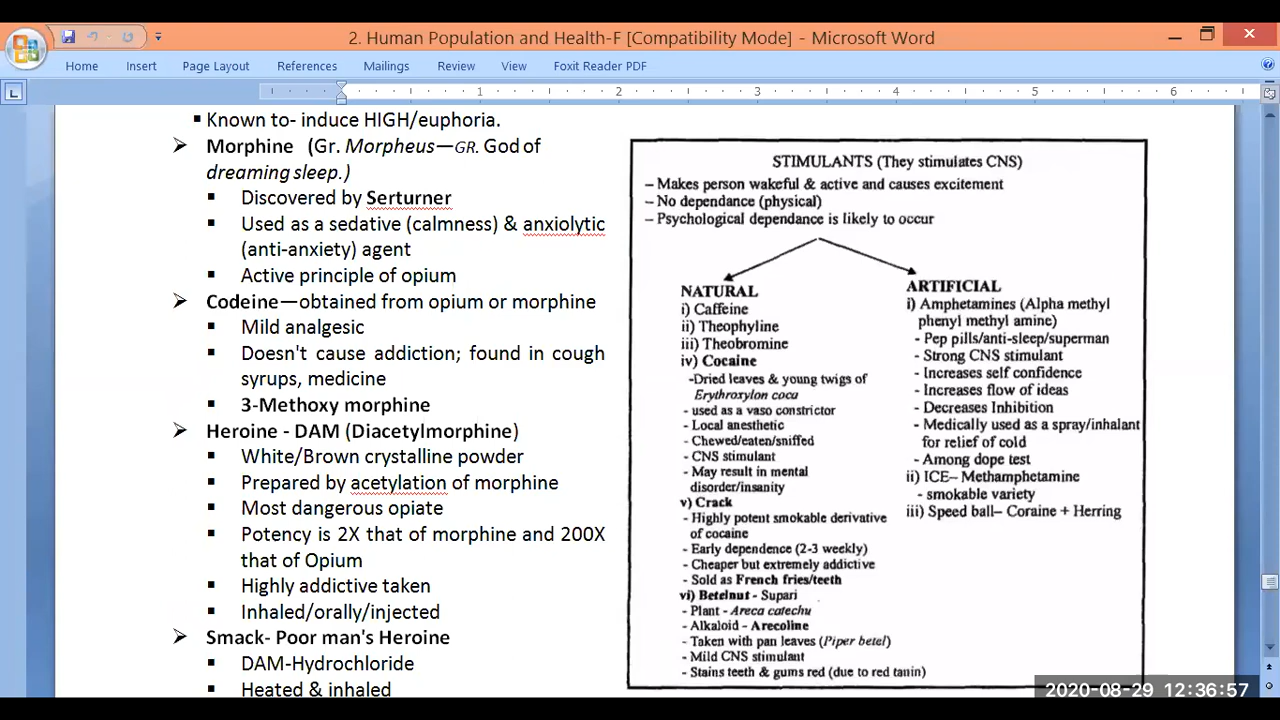 2. Human Population and Health-F [Compatibility Mode] - Microsoft Word
Home Insert Page Layout References Mailings Review View Foxit Reader PDF
1 2 3 4 5 6
▪ Known to- induce HIGH/euphoria.
➢ Morphine (Gr. Morpheus—GR. God of
dreaming sleep.)
▪ Discovered by Serturner
▪ Used as a sedative (calmness) & anxiolytic
(anti-anxiety) agent
▪ Active principle of opium
➢ Codeine—obtained from opium or morphine
▪ Mild analgesic
▪ Doesn't cause addiction; found in cough
syrups, medicine
▪ 3-Methoxy morphine
➢ Heroine - DAM (Diacetylmorphine)
▪ White/Brown crystalline powder
▪ Prepared by acetylation of morphine
▪ Most dangerous opiate
▪ Potency is 2X that of morphine and 200X
that of Opium
▪ Highly addictive taken
▪ Inhaled/orally/injected
➢ Smack- Poor man's Heroine
▪ DAM-Hydrochloride
▪ Heated & inhaled
STIMULANTS (They stimulates CNS)
– Makes person wakeful & active and causes excitement
– No dependance (physical)
– Psychological dependance is likely to occur
NATURAL
i) Caffeine
ii) Theophyline
iii) Theobromine
iv) Cocaine
-Dried leaves & young twigs of
Erythroxylon coca
- used as a vaso constrictor
- Local anesthetic
- Chewed/eaten/sniffed
- CNS stimulant
- May result in mental
disorder/insanity
v) Crack
- Highly potent smokable derivative
of cocaine
- Early dependence (2-3 weekly)
- Cheaper but extremely addictive
- Sold as French fries/teeth
vi) Betelnut - Supari
- Plant - Areca catechu
- Alkaloid - Arecoline
- Taken with pan leaves (Piper betel)
- Mild CNS stimulant
- Stains teeth & gums red (due to red tanin)
ARTIFICIAL
i) Amphetamines (Alpha methyl
phenyl methyl amine)
- Pep pills/anti-sleep/superman
- Strong CNS stimulant
- Increases self confidence
- Increases flow of ideas
- Decreases Inhibition
- Medically used as a spray/inhalant
for relief of cold
- Among dope test
ii) ICE– Methamphetamine
- smokable variety
iii) Speed ball– Coraine + Herring
2020-08-29 12:36:57